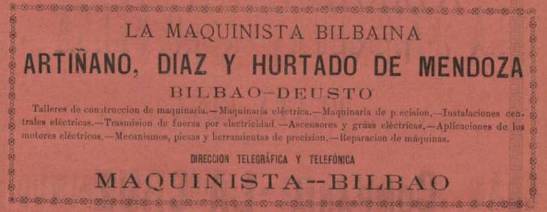 LA MAQUINISTA BILBAINA
ARTIÑANO, DIAZ Y HURTADO DE MENDOZA
BILBAO-DEUSTO
Talleres de construccion de maquinaria.—Maquinaria eléctrica.—Maquinaria de precision.—Instalaciones cen-
trales eléctricas.—Trasmision de fuerza por electricidad.—Ascensores y grúas eléctricas.—Aplicaciones de los
motores eléctricos.—Mecanismos, piezas y herramientas de precision.—Reparacion de máquinas.
DIRECCION TELEGRÁFICA Y TELEFÓNICA
MAQUINISTA--BILBAO